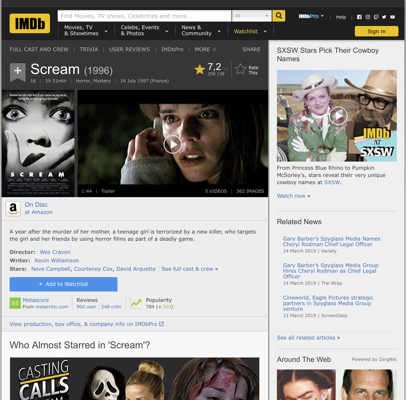 IMDb
Find Movies, TV shows, Celebrities and more...
All
Movies, TV
& Showtimes
Celebs, Events
& Photos
News &
Community
Watchlist
IMDbPro
Help
Sign in
FULL CAST AND CREW | TRIVIA | USER REVIEWS | IMDbPro | MORE
SHARE
Scream (1996)
16 | 1h 51min | Horror, Mystery | 16 July 1997 (France)
7,2
Rate
This
SCREAM
1:44 | Trailer
5 VIDEOS | 362 IMAGES
a
On Disc
at Amazon
A year after the murder of her mother, a teenage girl is terrorized by a new killer, who targets
the girl and her friends by using horror films as part of a deadly game.
Director: Wes Craven
Writer: Kevin Williamson
Stars: Neve Campbell, Courteney Cox, David Arquette | See full cast & crew »
+ Add to Watchlist
65
Metascore
From metacritic.com
Reviews
900 user | 248 critic
Popularity
View production, box office, & company info on IMDbPro
Who Almost Starred in 'Scream'?
CASTING
CALLS
SXSW Stars Pick Their Cowboy
Names
IMDb
AT
SXSW
From Princess Blue Rhino to Pumpkin
McSorley's, stars reveal their very unique
cowboy names at SXSW.
Watch now »
Related News
Gary Barber's Spyglass Media Names
Cheryl Rodman Chief Legal Officer
14 March 2019 | Variety
Gary Barber's Spyglass Media Group
Hires Cheryl Rodman as Chief Legal
Officer
14 March 2019 | The Wrap
Cineworld, Eagle Pictures strategic
partners in Spyglass Media Group
venture
13 March 2019 | ScreenDaily
See all related articles »
Around The Web
Powered by ZergNet